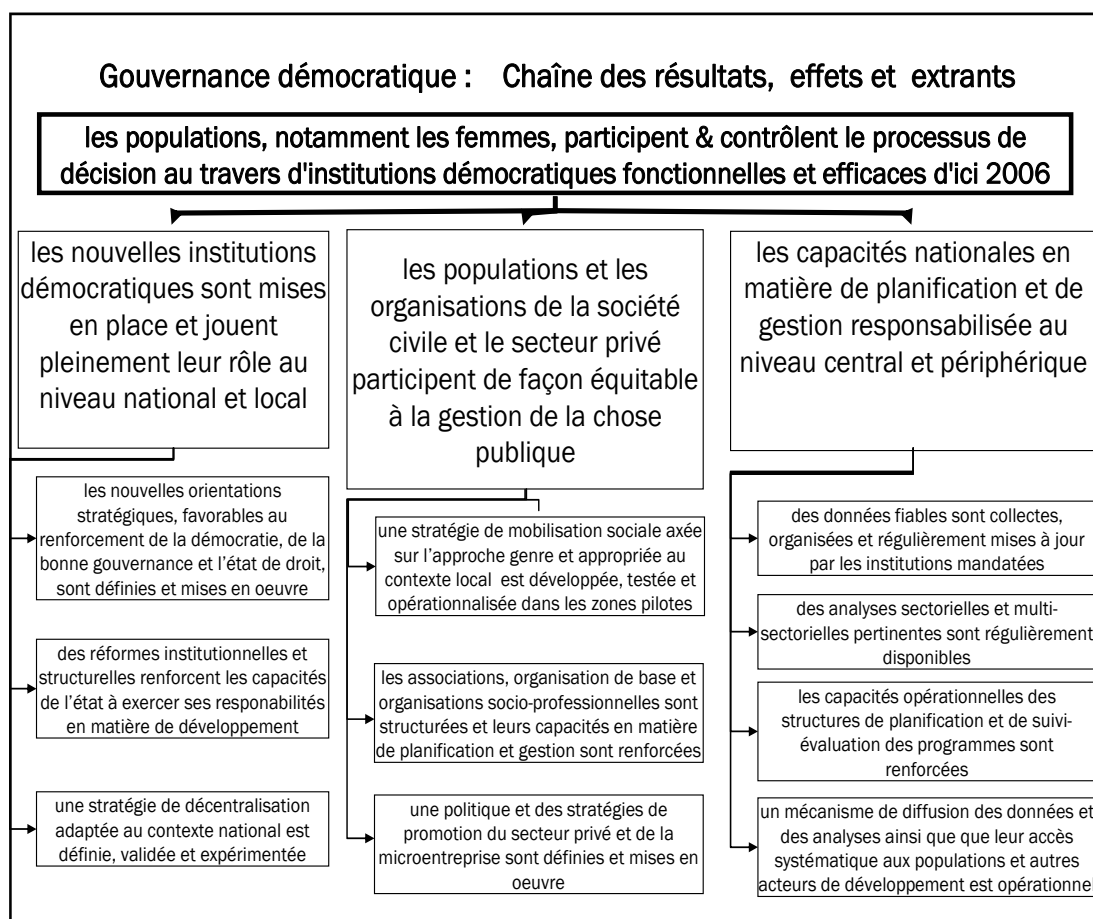 Gouvernance démocratique : Chaîne des résultats, effets et extrants
les populations, notamment les femmes, participent & contrôlent le processus de
décision au travers d'institutions démocratiques fonctionnelles et efficaces d'ici 2006
les nouvelles institutions
démocratiques sont mises
en place et jouent
pleinement leur rôle au
niveau national et local
les nouvelles orientations
stratégiques, favorables au
renforcement de la démocratie, de la
bonne gouvernance et l'état de droit,
sont définies et mises en oeuvre
des réformes institutionnelles et
structurelles renforcent les capacités
de l'état à exercer ses responabilités
en matière de développement
une stratégie de décentralisation
adaptée au contexte national est
définie, validée et expérimentée
les populations et les
organisations de la société
civile et le secteur privé
participent de façon équitable
à la gestion de la chose
publique
une stratégie de mobilisation sociale axée
sur l'approche genre et appropriée au
contexte local est développée, testée et
opérationnalisée dans les zones pilotes
les associations, organisation de base et
organisations socio-professionnelles sont
structurées et leurs capacités en matière
de planification et gestion sont renforcées
une politique et des stratégies de
promotion du secteur privé et de la
microentreprise sont définies et mises en
oeuvre
les capacités nationales en
matière de planification et de
gestion responsabilisée au
niveau central et périphérique
des données fiables sont collectes,
organisées et régulièrement mises à jour
par les institutions mandatées
des analyses sectorielles et multi-
sectorielles pertinentes sont régulièrement
disponibles
les capacités opérationnelles des
structures de planification et de suivi-
évaluation des programmes sont
renforcées
un mécanisme de diffusion des données et
des analyses ainsi que que leur accès
systématique aux populations et autres
acteurs de développement est opérationnel